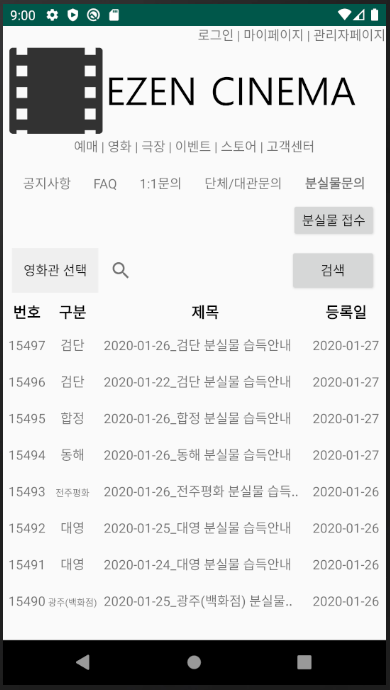 9:00
로그인 | 마이페이지 | 관리자페이지
EZEN CINEMA
예매 | 영화 | 극장 | 이벤트 | 스토어 | 고객센터
공지사항 FAQ 1:1문의 단체/대관문의 분실물문의
분실물 접수
영화관 선택 검색
번호 구분 제목 등록일
15497 검단 2020-01-26_검단 분실물 습득안내 2020-01-27
15496 검단 2020-01-22_검단 분실물 습득안내 2020-01-27
15495 합정 2020-01-26_합정 분실물 습득안내 2020-01-27
15494 동해 2020-01-26_동해 분실물 습득안내 2020-01-27
15493 전주평화 2020-01-26_전주평화 분실물 습득.. 2020-01-26
15492 대영 2020-01-25_대영 분실물 습득안내 2020-01-26
15491 대영 2020-01-24_대영 분실물 습득안내 2020-01-26
15490 광주(백화점) 2020-01-25_광주(백화점) 분실물.. 2020-01-26